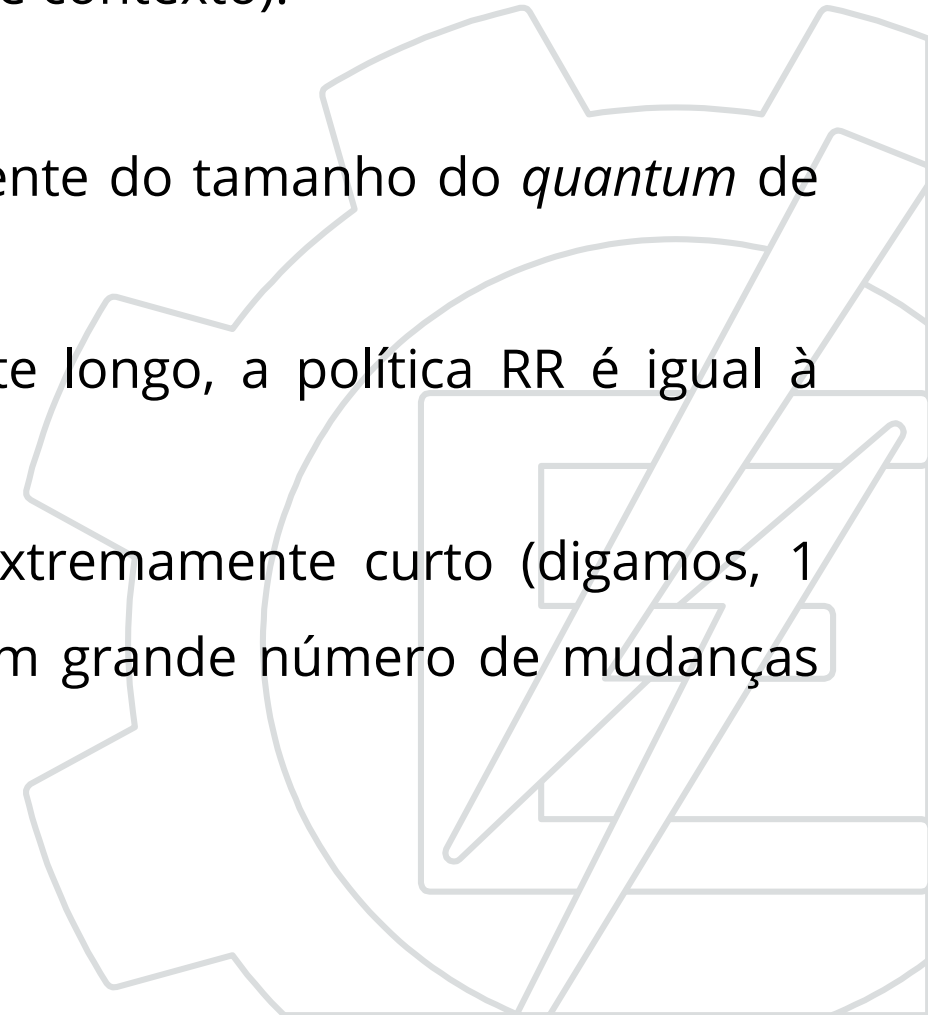 e contexto).
ente do tamanho do quantum de
te longo, a política RR é igual à
xtremamente curto (digamos, 1
m grande número de mudanças